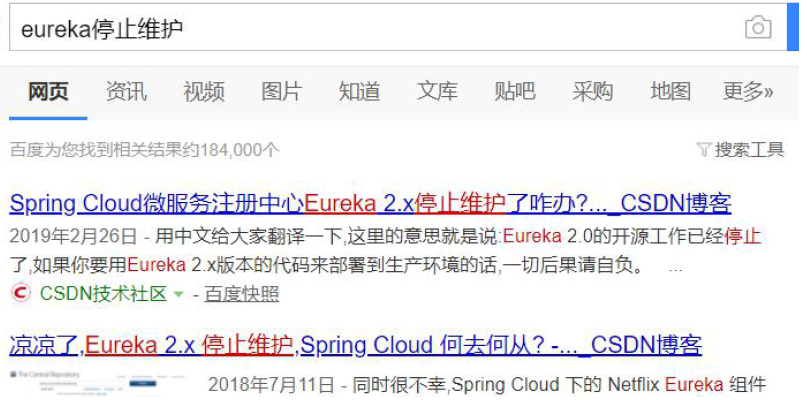 eureka停止维护
网页 资讯 视频 图片 知道 文库 贴吧 采购 地图 更多»
百度为您找到相关结果约184,000个 搜索工具
Spring Cloud微服务注册中心Eureka 2.x停止维护了咋办?..._CSDN博客
2019年2月26日 - 用中文给大家翻译一下,这里的意思就是说:Eureka 2.0的开源工作已经停止
了,如果你要用Eureka 2.x版本的代码来部署到生产环境的话,一切后果请自负。 ...
CSDN技术社区 - 百度快照
凉凉了,Eureka 2.x 停止维护,Spring Cloud 何去何从? -..._CSDN博客
The Central Repository
2018年7月11日 - 同时很不幸,Spring Cloud 下的 Netflix Eureka 组件